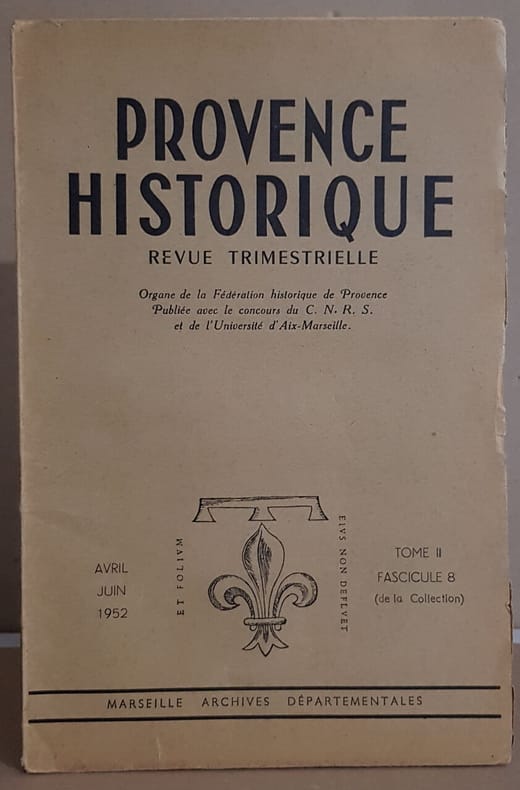 PROVENCE
HISTORIQUE
REVUE TRIMESTRIELLE
Organe de la Fédération historique de Provence
Publiée avec le concours du C. N. R. S.
et de l'Université d'Aix-Marseille.
AVRIL
JUIN
1952
ET FOLIVM
EIVS NON DEFLVET
TOME II
FASCICULE 8
(de la Collection)
MARSEILLE ARCHIVES DÉPARTEMENTALES